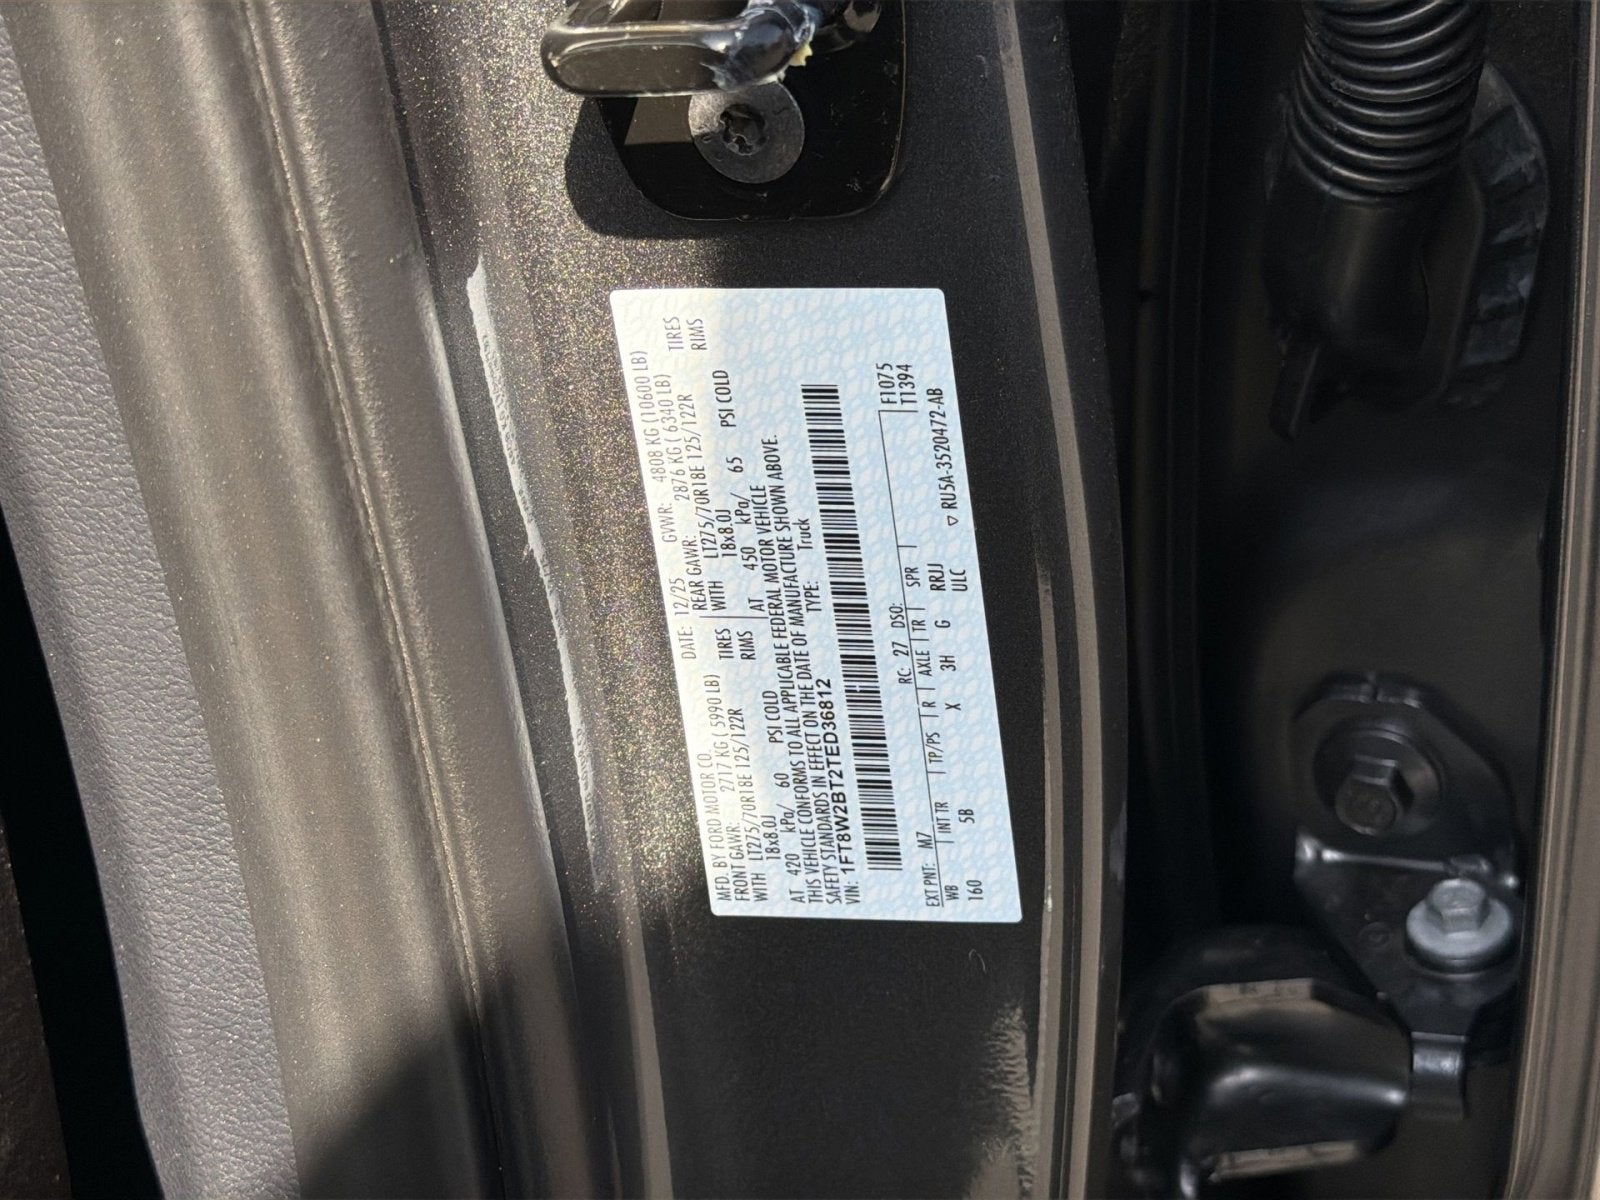 MFD. BY FORD MOTOR CO.
DATE: 12/25 GVWR: 4808 KG (10600 LB)
FRONT GAWR: 2717 KG ( 5990 LB) REAR GAWR: 2876 KG ( 6340 LB)
WITH LT275/70R18E 125/122R TIRES WITH LT275/70R18E 125/122R TIRES
18x8.0J RIMS 18x8.0J RIMS
AT 420 kPa/ 60 PSI COLD AT 450 kPa/ 65 PSI COLD
THIS VEHICLE CONFORMS TO ALL APPLICABLE FEDERAL MOTOR VEHICLE
SAFETY STANDARDS IN EFFECT ON THE DATE OF MANUFACTURE SHOWN ABOVE.
VIN: 1FT8W2BT2TED36812 TYPE: Truck
F1075
T1394
EXT PNT: M7 RC: 27 DSO:
WB INT TR TP/PS R AXLE TR SPR
160 5B X 3H G RRJJ
ULC
▽ RU5A-3520472-AB